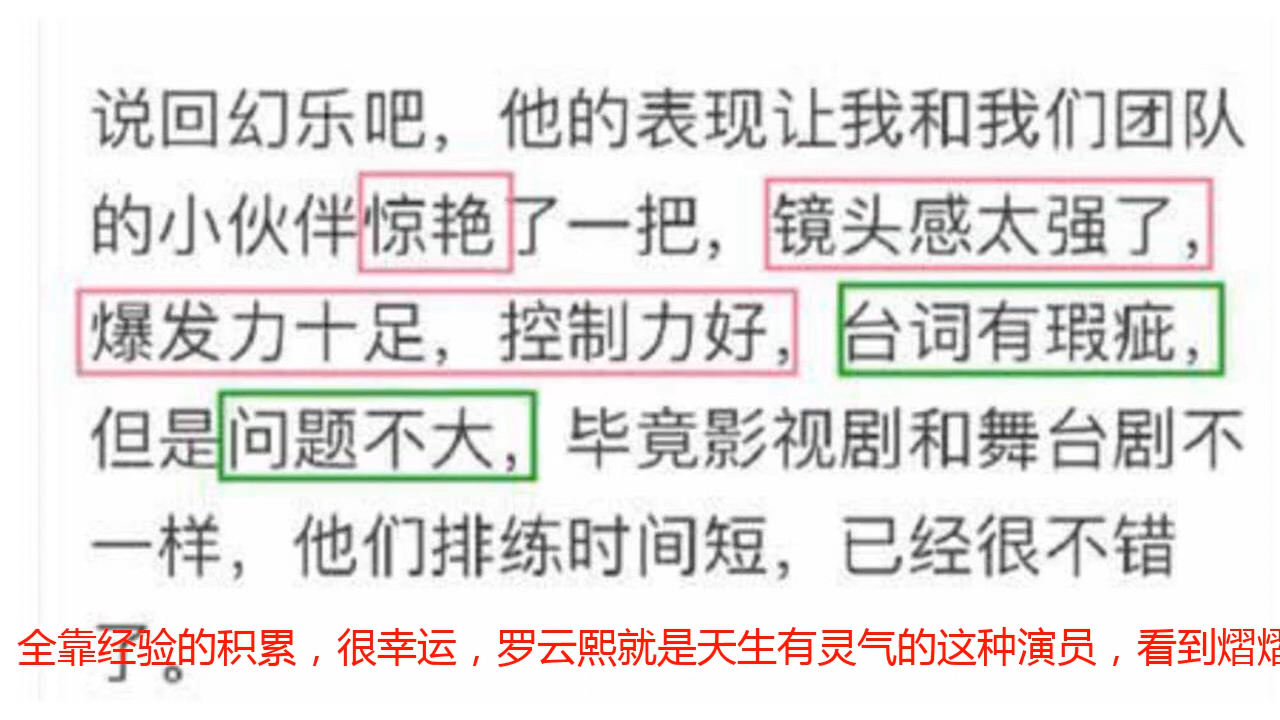 说回幻乐吧，他的表现让我和我们团队
的小伙伴惊艳了一把，镜头感太强了，
爆发力十足，控制力好，台词有瑕疵，
但是问题不大，毕竟影视剧和舞台剧不
一样，他们排练时间短，已经很不错
了。
全靠经验的积累，很幸运，罗云熙就是天生有灵气的这种演员，看到熠熠